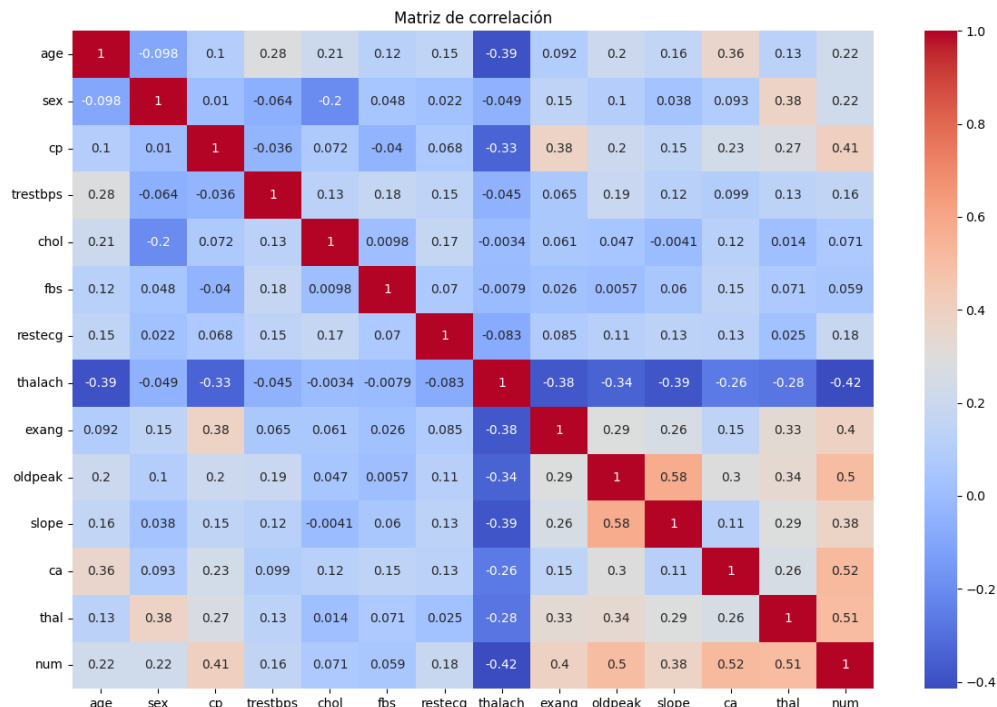 Matriz de correlación
age 1 -0.098 0.1 0.28 0.21 0.12 0.15 -0.39 0.092 0.2 0.16 0.36 0.13 0.22
sex -0.098 1 0.01 -0.064 -0.2 0.048 0.022 -0.049 0.15 0.1 0.038 0.093 0.38 0.22
cp 0.1 0.01 1 -0.036 0.072 -0.04 0.068 -0.33 0.38 0.2 0.15 0.23 0.27 0.41
trestbps 0.28 -0.064 -0.036 1 0.13 0.18 0.15 -0.045 0.065 0.19 0.12 0.099 0.13 0.16
chol 0.21 -0.2 0.072 0.13 1 0.0098 0.17 -0.0034 0.061 0.047 -0.0041 0.12 0.014 0.071
fbs 0.12 0.048 -0.04 0.18 0.0098 1 0.07 -0.0079 0.026 0.0057 0.06 0.15 0.071 0.059
restecg 0.15 0.022 0.068 0.15 0.17 0.07 1 -0.083 0.085 0.11 0.13 0.13 0.025 0.18
thalach -0.39 -0.049 -0.33 -0.045 -0.0034 -0.0079 -0.083 1 -0.38 -0.34 -0.39 -0.26 -0.28 -0.42
exang 0.092 0.15 0.38 0.065 0.061 0.026 0.085 -0.38 1 0.29 0.26 0.15 0.33 0.4
oldpeak 0.2 0.1 0.2 0.19 0.047 0.0057 0.11 -0.34 0.29 1 0.58 0.3 0.34 0.5
slope 0.16 0.038 0.15 0.12 -0.0041 0.06 0.13 -0.39 0.26 0.58 1 0.11 0.29 0.38
ca 0.36 0.093 0.23 0.099 0.12 0.15 0.13 -0.26 0.15 0.3 0.11 1 0.26 0.52
thal 0.13 0.38 0.27 0.13 0.014 0.071 0.025 -0.28 0.33 0.34 0.29 0.26 1 0.51
num 0.22 0.22 0.41 0.16 0.071 0.059 0.18 -0.42 0.4 0.5 0.38 0.52 0.51 1
age sex cp trestbps chol fbs restecg thalach exang oldpeak slope ca thal num
1.0
0.8
0.6
0.4
0.2
0.0
−0.2
−0.4